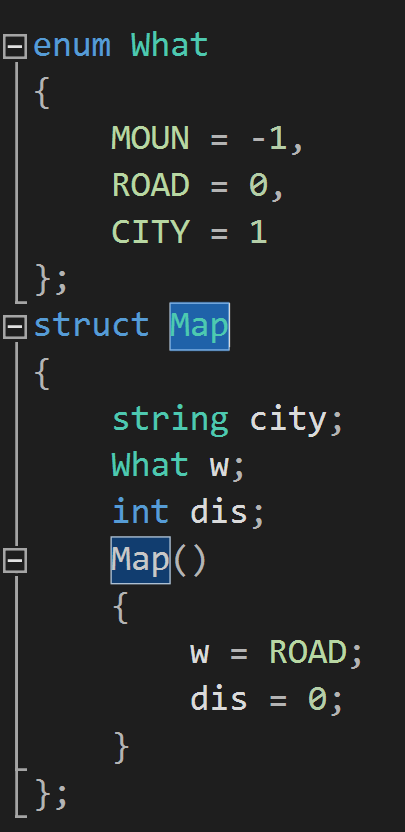 enum What
{
MOUN = -1,
ROAD = 0,
CITY = 1
};
struct Map
{
string city;
What w;
int dis;
Map()
{
w = ROAD;
dis = 0;
}
};